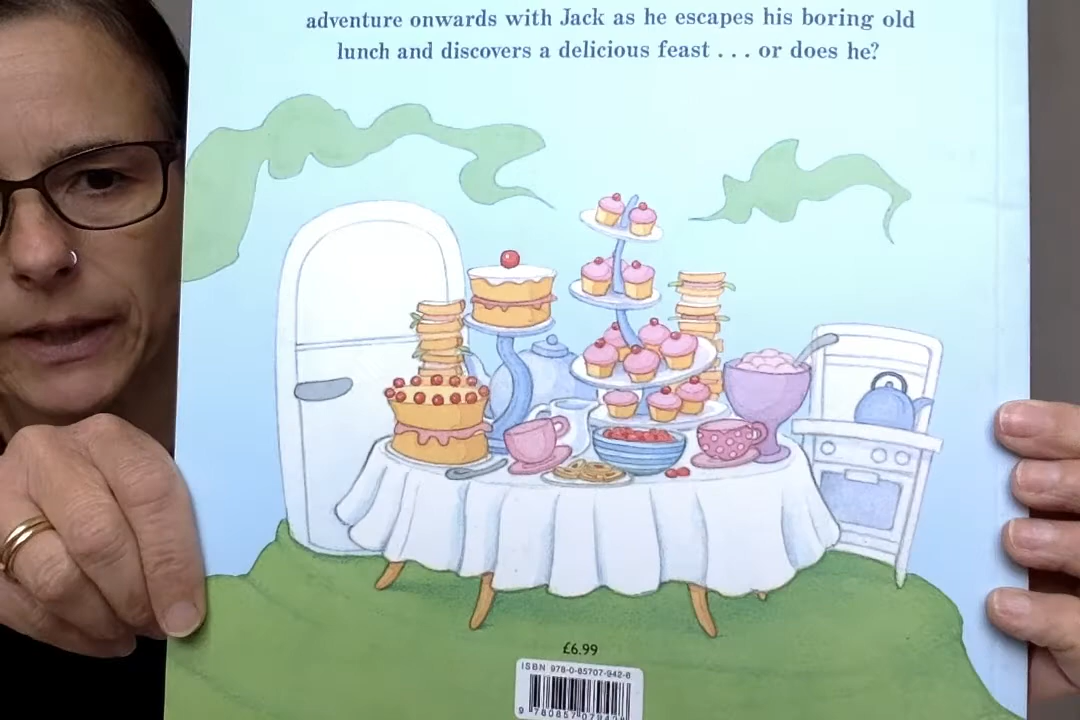 adventure onwards with Jack as he escapes his boring old
lunch and discovers a delicious feast . . . or does he?
£6.99
ISBN 978-0-85707-942-8